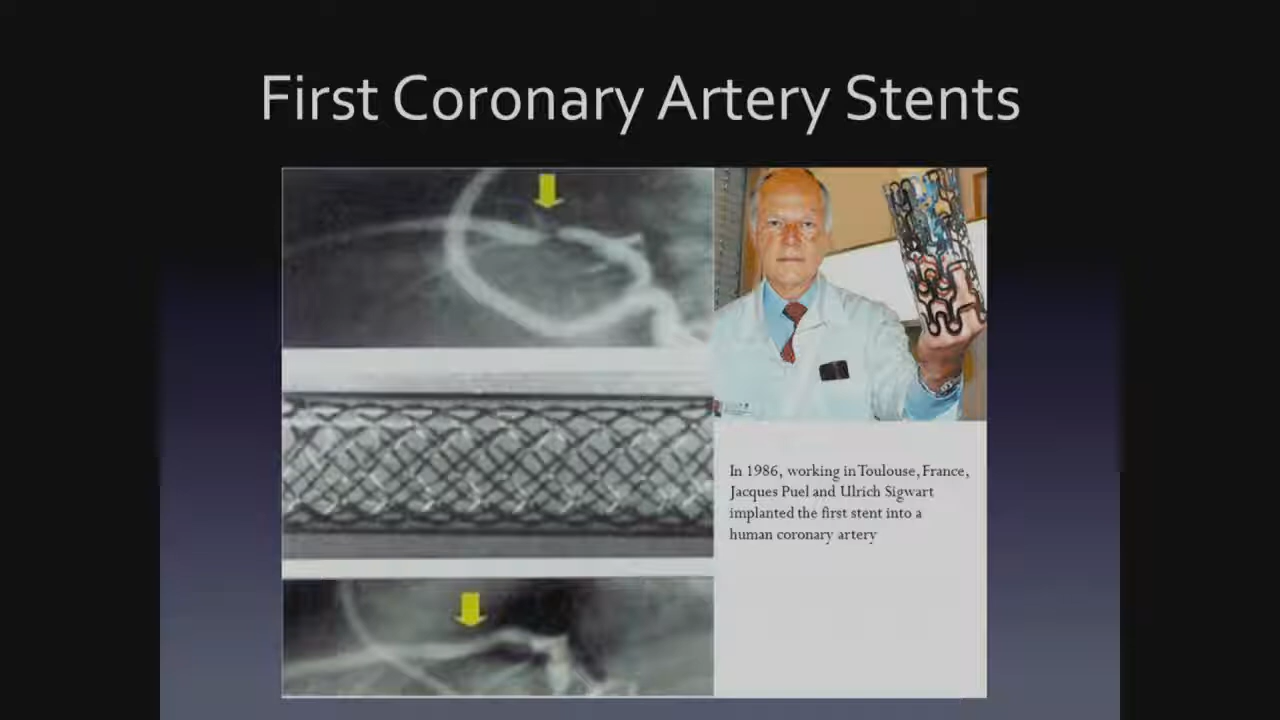 First Coronary Artery Stents
In 1986, working in Toulouse, France,
Jacques Puel and Ulrich Sigwart
implanted the first stent into a
human coronary artery